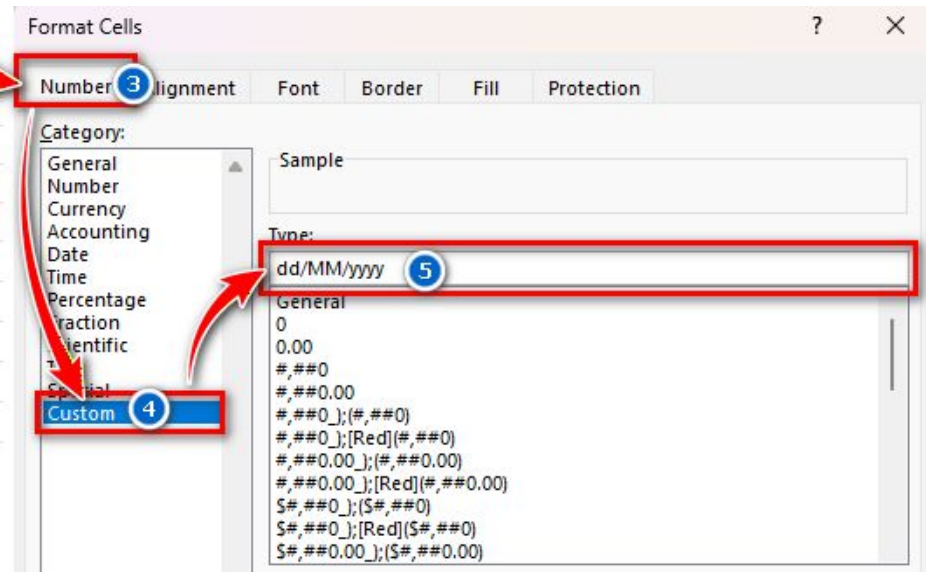 Format Cells ? ×
Number 3 lignment Font Border Fill Protection
Category:
General
Number
Currency
Accounting
Date
Time
Percentage
raction
ientific
Special
Custom 4
Sample
Type:
dd/MM/yyyy 5
General
0
0.00
#,##0
#,##0.00
#,##0_);(#,##0)
#,##0_);[Red](#,##0)
#,##0.00_);(#,##0.00)
#,##0.00_);[Red](#,##0.00)
$#,##0_);($#,##0)
$#,##0_);[Red]($#,##0)
$#,##0.00_);($#,##0.00)